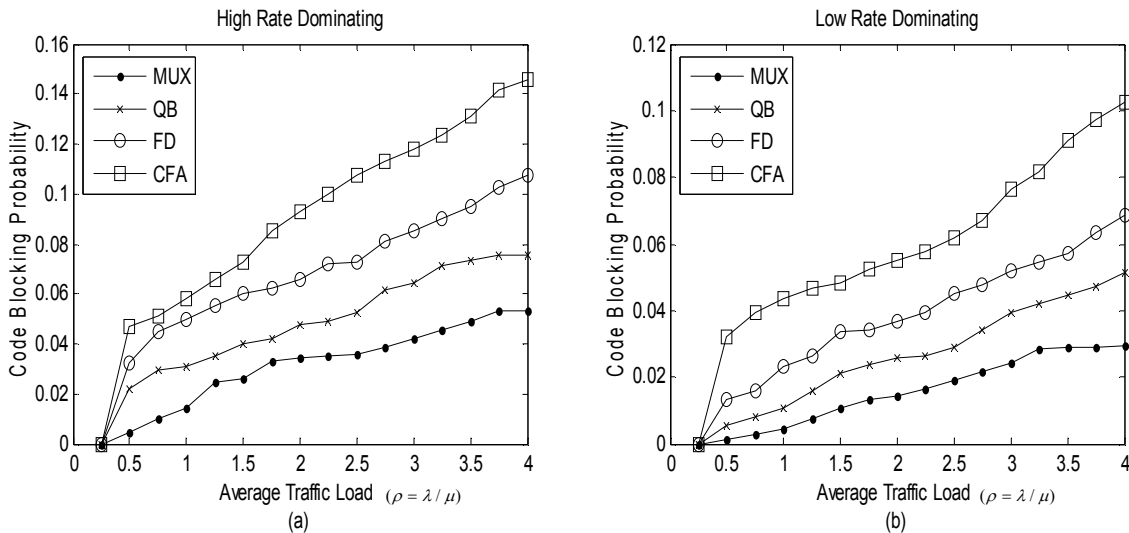 High Rate Dominating
0.16
0.14
0.12
0.1
0.08
0.06
0.04
0.02
0
Code Blocking Probability
MUX
QB
FD
CFA
0 0.5 1 1.5 2 2.5 3 3.5 4
Average Traffic Load (ρ = λ / μ)
(a)
Low Rate Dominating
0.12
0.1
0.08
0.06
0.04
0.02
0
Code Blocking Probability
MUX
QB
FD
CFA
0 0.5 1 1.5 2 2.5 3 3.5 4
Average Traffic Load (ρ = λ / μ)
(b)